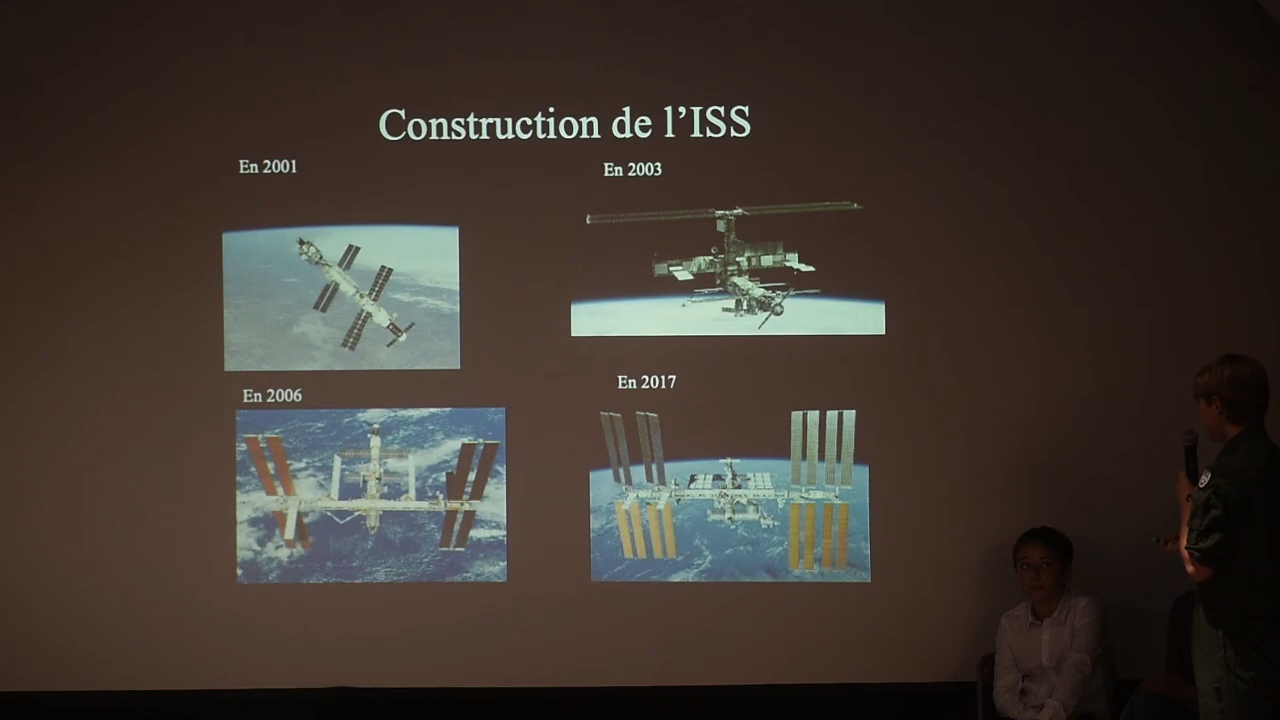 Construction de l'ISS
En 2001
En 2003
En 2006
En 2017